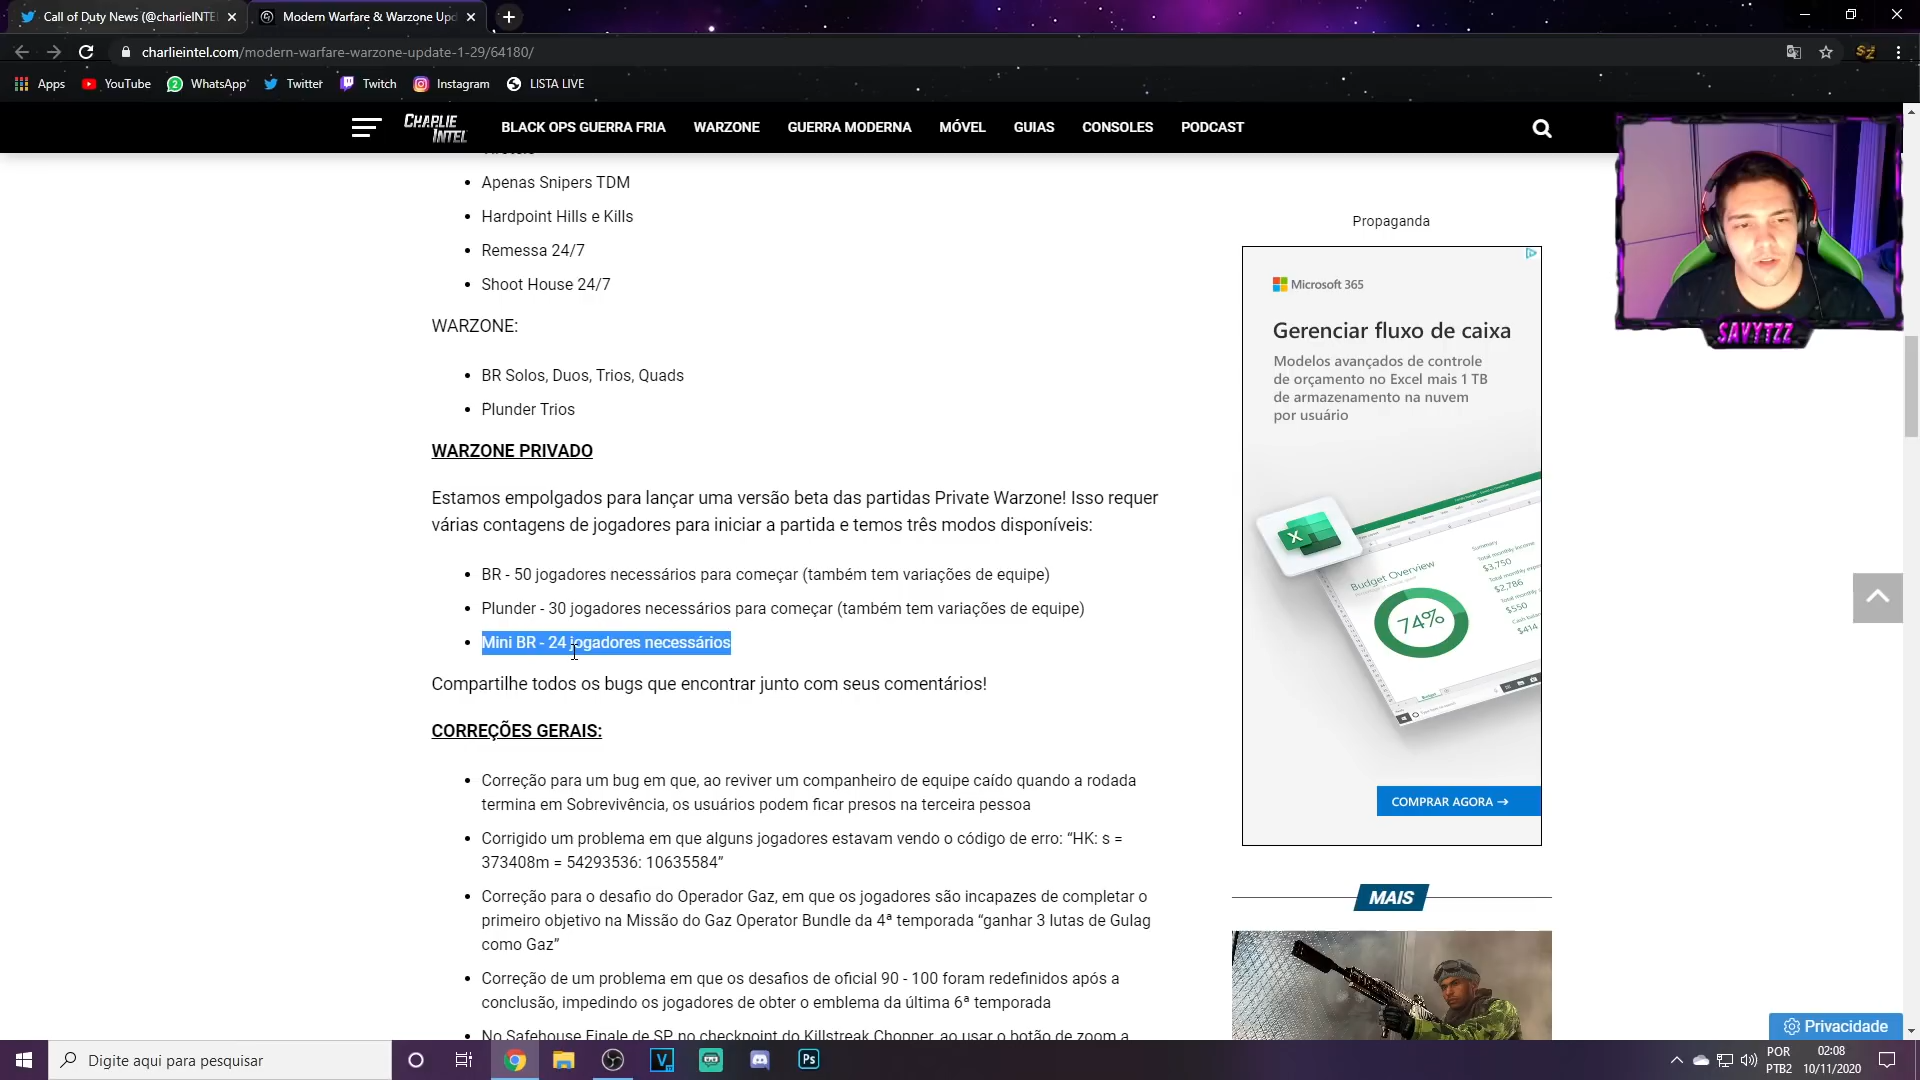 Call of Duty News (@charlieINTE
Modern Warfare & Warzone Upd
charlieintel.com/modern-warfare-warzone-update-1-29/64180/
Apps
YouTube
WhatsApp
Twitter
Twitch
Instagram
LISTA LIVE
CHARLIE INTEL
BLACK OPS GUERRA FRIA
WARZONE
GUERRA MODERNA
MÓVEL
GUIAS
CONSOLES
PODCAST
Apenas Snipers TDM
Hardpoint Hills e Kills
Remessa 24/7
Shoot House 24/7
WARZONE:
BR Solos, Duos, Trios, Quads
Plunder Trios
WARZONE PRIVADO
Estamos empolgados para lançar uma versão beta das partidas Private Warzone! Isso requer
várias contagens de jogadores para iniciar a partida e temos três modos disponíveis:
BR - 50 jogadores necessários para começar (também tem variações de equipe)
Plunder - 30 jogadores necessários para começar (também tem variações de equipe)
Mini BR - 24 jogadores necessários
Compartilhe todos os bugs que encontrar junto com seus comentários!
CORREÇÕES GERAIS:
Correção para um bug em que, ao reviver um companheiro de equipe caído quando a rodada
termina em Sobrevivência, os usuários podem ficar presos na terceira pessoa
Corrigido um problema em que alguns jogadores estavam vendo o código de erro: “HK: s =
373408m = 54293536: 10635584”
Correção para o desafio do Operador Gaz, em que os jogadores são incapazes de completar o
primeiro objetivo na Missão do Gaz Operator Bundle da 4ª temporada “ganhar 3 lutas de Gulag
como Gaz”
Correção de um problema em que os desafios de oficial 90 - 100 foram redefinidos após a
conclusão, impedindo os jogadores de obter o emblema da última 6ª temporada
No Safehouse Finale de SP, no checkpoint do Killstreak Chopper, ao usar o botão de zoom a
Propaganda
Microsoft 365
Gerenciar fluxo de caixa
Modelos avançados de controle
de orçamento no Excel mais 1 TB
de armazenamento na nuvem
por usuário
Budget Overview
74%
Summary
Total monthly income
$3,750
$2,786
$550
$414
COMPRAR AGORA →
MAIS
SAVYTZZ
Privacidade
Digite aqui para pesquisar
V
Ps
POR
PTB2
02:08
10/11/2020